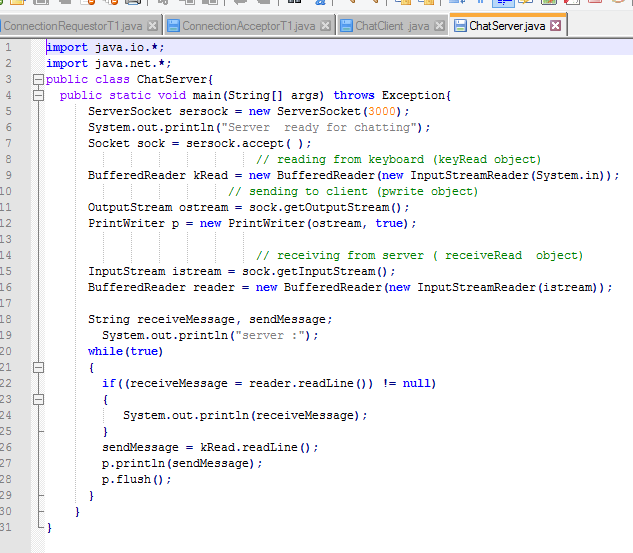 ConnectionRequestorT1.java ConnectionAcceptorT1.java ChatClient .java ChatServer.java
1 import java.io.*;
2 import java.net.*;
3 public class ChatServer{
4 public static void main(String[] args) throws Exception{
5 ServerSocket sersock = new ServerSocket(3000);
6 System.out.println("Server  ready for chatting");
7 Socket sock = sersock.accept( );
8 // reading from keyboard (keyRead object)
9 BufferedReader kRead = new BufferedReader(new InputStreamReader(System.in));
10 // sending to client (pwrite object)
11 OutputStream ostream = sock.getOutputStream();
12 PrintWriter p = new PrintWriter(ostream, true);
13
14 // receiving from server ( receiveRead  object)
15 InputStream istream = sock.getInputStream();
16 BufferedReader reader = new BufferedReader(new InputStreamReader(istream));
17
18 String receiveMessage, sendMessage;
19 System.out.println("server :");
20 while(true)
21 {
22 if((receiveMessage = reader.readLine()) != null)
23 {
24 System.out.println(receiveMessage);
25 }
26 sendMessage = kRead.readLine();
27 p.println(sendMessage);
28 p.flush();
29 }
30 }
31 }